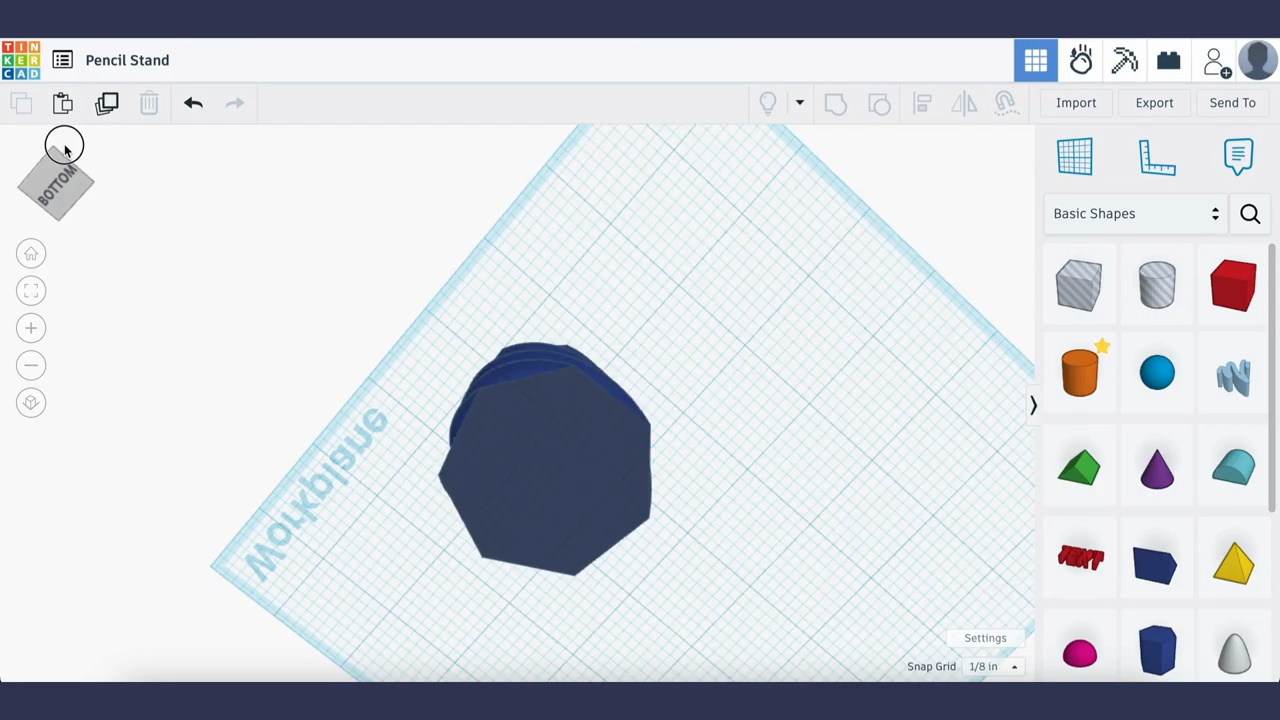 TIN
KER
CAD
Pencil Stand
Import
Export
Send To
BOTTOM
Basic Shapes
Workplane
TEXT
Settings
Snap Grid 1/8 in